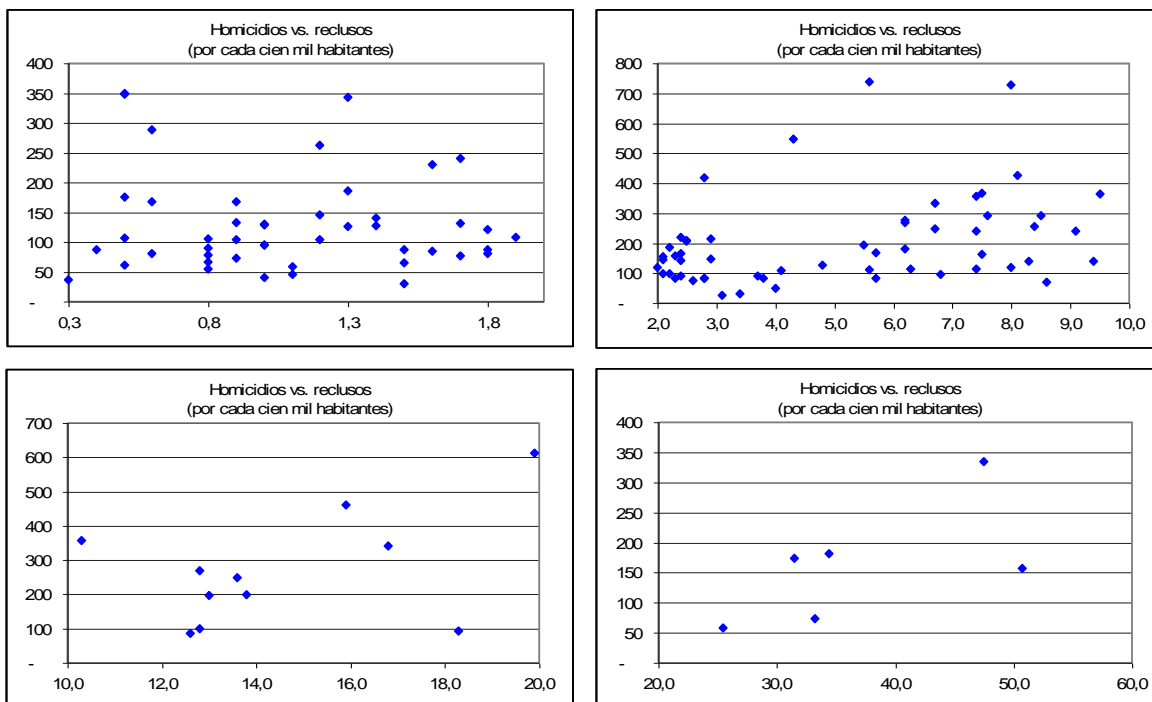 Homicidios vs. reclusos
(por cada cien mil habitantes)
400
350
300
250
200
150
100
50
-
0,3 0,8 1,3 1,8
Homicidios vs. reclusos
(por cada cien mil habitantes)
800
700
600
500
400
300
200
100
-
2,0 3,0 4,0 5,0 6,0 7,0 8,0 9,0 10,0
Homicidios vs. reclusos
(por cada cien mil habitantes)
700
600
500
400
300
200
100
-
10,0 12,0 14,0 16,0 18,0 20,0
Homicidios vs. reclusos
(por cada cien mil habitantes)
400
350
300
250
200
150
100
50
-
20,0 30,0 40,0 50,0 60,0